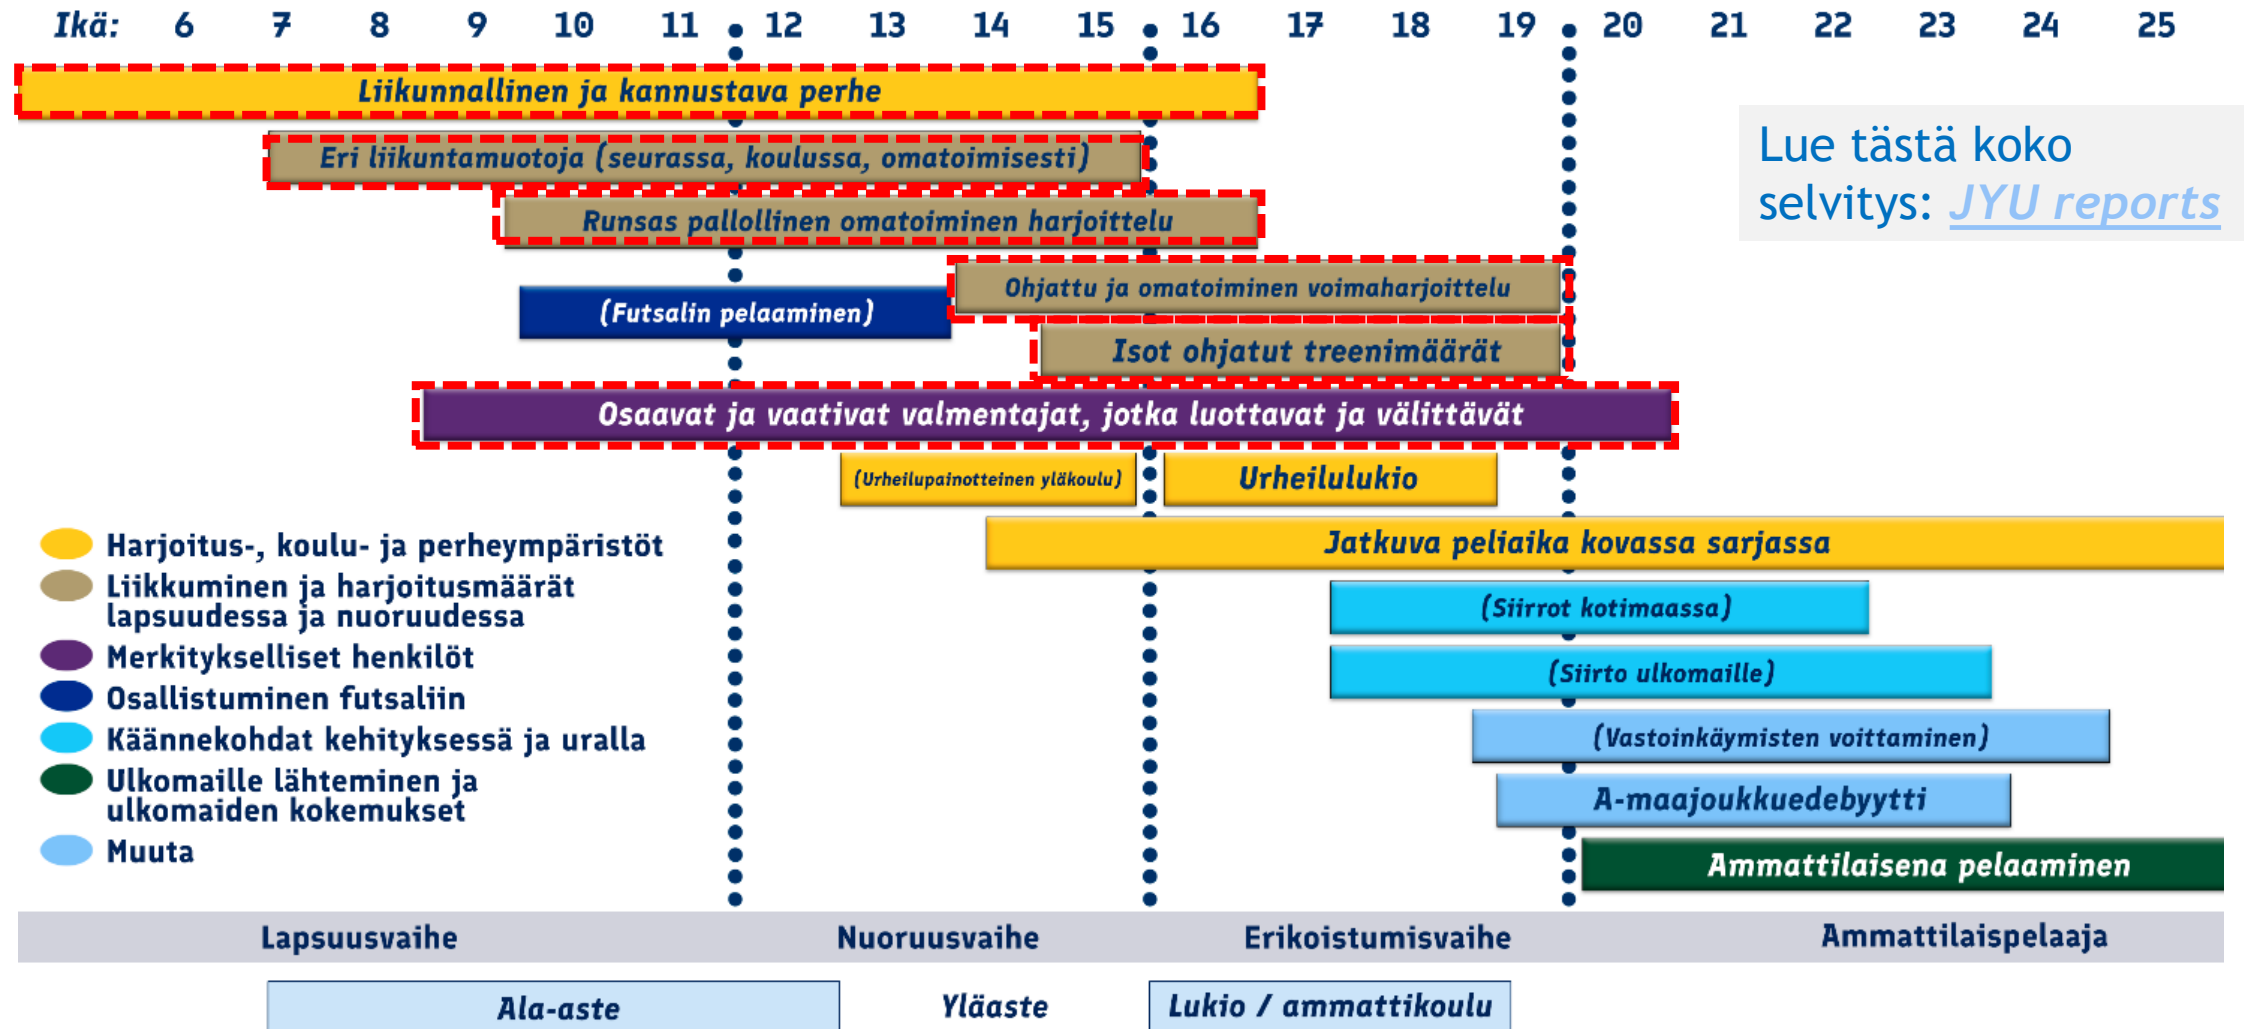 Ikä: 6 7 8 9 10 11 12 13 14 15 16 17 18 19 20 21 22 23 24 25
Liikunnallinen ja kannustava perhe
Eri liikuntamuotoja (seurassa, koulussa, omatoimisesti)
Lue tästä koko
selvitys: JYU reports
Runsas pallollinen omatoiminen harjoittelu
Ohjattu ja omatoiminen voimaharjoittelu
(Futsalin pelaaminen)
Isot ohjatut treenimäärät
Osaavat ja vaativat valmentajat, jotka luottavat ja välittävät
(Urheilupainotteinen yläkoulu)
Urheilulukio
Jatkuva peliaika kovassa sarjassa
(Siirrot kotimaassa)
(Siirto ulkomaille)
(Vastoinkäymisten voittaminen)
A-maajoukkuedebyytti
Ammattilaisena pelaaminen
Harjoitus-, koulu- ja perheympäristöt
Liikkuminen ja harjoitusmäärät
lapsuudessa ja nuoruudessa
Merkitykselliset henkilöt
Osallistuminen futsaliin
Käännekohdat kehityksessä ja uralla
Ulkomaille lähteminen ja
ulkomaiden kokemukset
Muuta
Lapsuusvaihe
Nuoruusvaihe
Erikoistumisvaihe
Ammattilaispelaaja
Ala-aste
Yläaste
Lukio / ammattikoulu